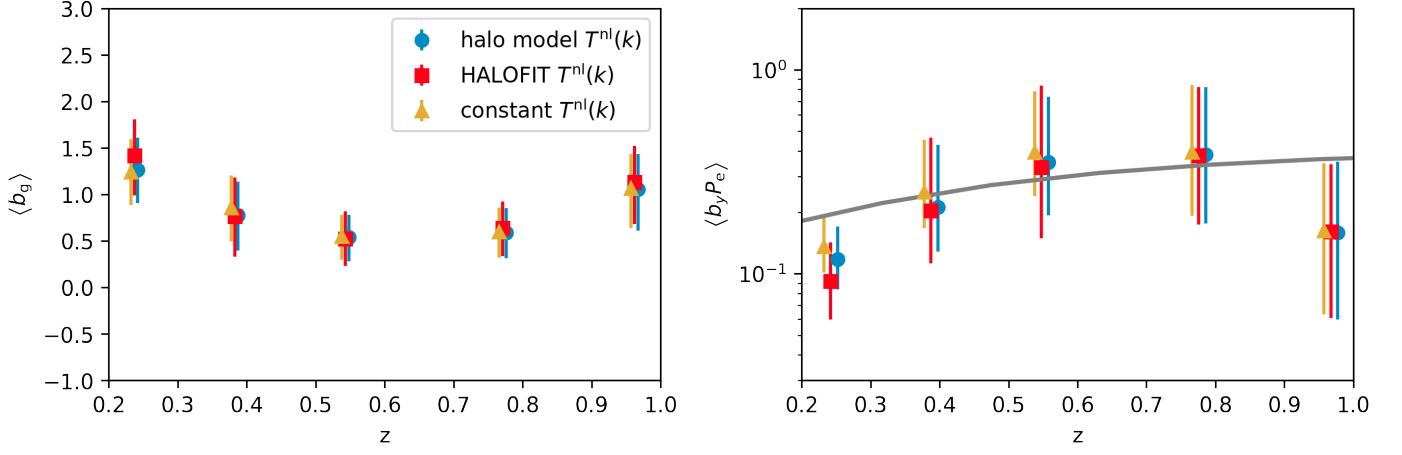 3.0
2.5
2.0
1.5
1.0
0.5
0.0
−0.5
−1.0
⟨b_g⟩
halo model T^nl(k)
HALOFIT T^nl(k)
constant T^nl(k)
0.2 0.3 0.4 0.5 0.6 0.7 0.8 0.9 1.0
z
10^0
10^−1
⟨b_yP_e⟩
0.2 0.3 0.4 0.5 0.6 0.7 0.8 0.9 1.0
z